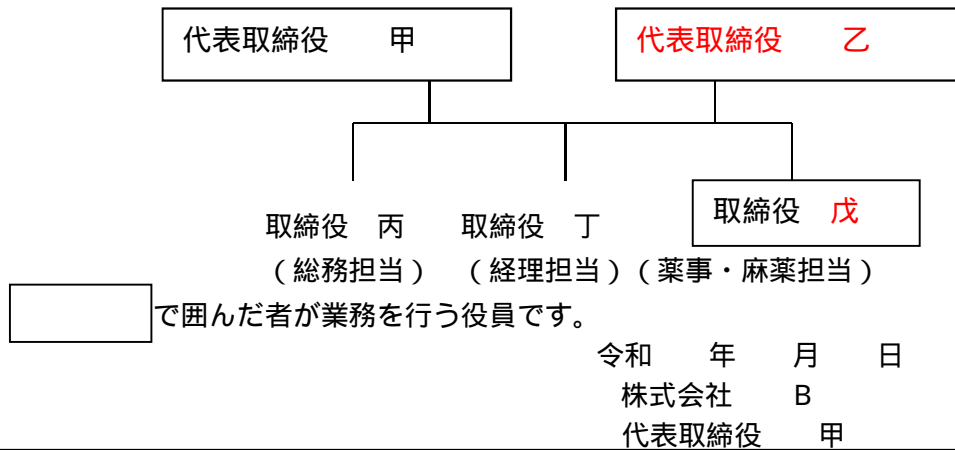 代表取締役　　甲
代表取締役　　乙
取締役　丙　　取締役　丁　　取締役　戊
（総務担当）　（経理担当）（薬事・麻薬担当）
で囲んだ者が業務を行う役員です。
令和　　年　　月　　日
株式会社　　B
代表取締役　　甲